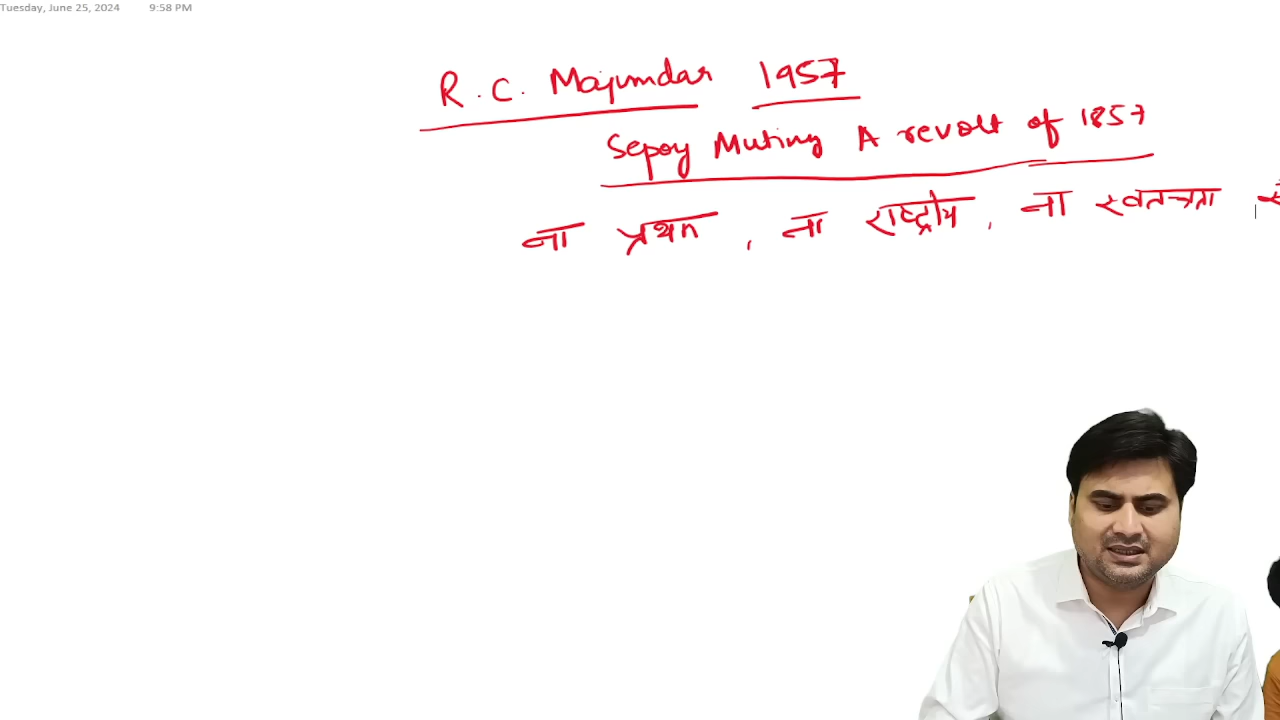 Tuesday, June 25, 2024 9:58 PM
R. C. Majumdar 1957
Sepoy Mutiny A revolt of 1857
ना प्रथम, ना राष्ट्रीय, ना स्वतन्त्रता,